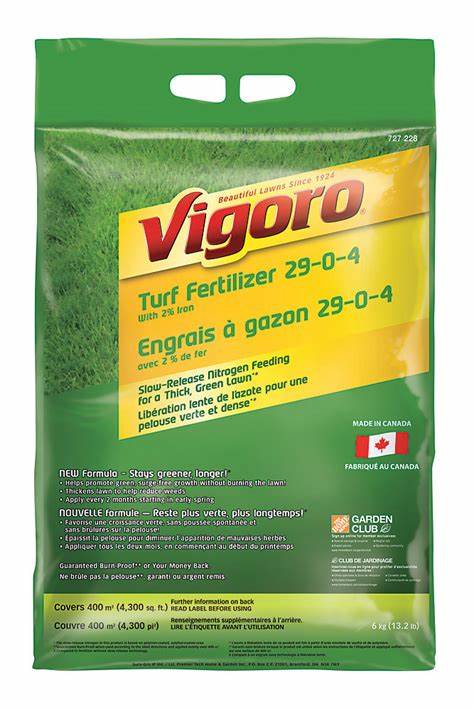 727-228
Beautiful Lawns Since 1924
Vigoro®
Turf Fertilizer 29-0-4
With 2% Iron
Engrais à gazon 29-0-4
avec 2 % de fer
Slow-Release Nitrogen Feeding
for a Thick, Green Lawn**
Libération lente de l'azote pour une
pelouse verte et dense**
MADE IN CANADA
FABRIQUÉ AU CANADA
NEW Formula – Stays greener longer!*
• Helps promote green, surge-free growth without burning the lawn!
• Thickens lawn to help reduce weeds
• Apply every 2 months starting in early spring
NOUVELLE formule — Reste plus verte, plus longtemps!*
• Favorise une croissance verte, sans poussée spontanée et
sans brûlures sur la pelouse!
• Épaissit la pelouse pour diminuer l'apparition de mauvaises herbes
• Appliquer tous les deux mois, en commençant au début du printemps
Guaranteed Burn-Proof** or Your Money Back
Ne brûle pas la pelouse**, garanti ou argent remis
GARDEN
CLUB
Sign up online for member exclusives:
CLUB DE JARDINAGE
Covers 400 m² (4,300 sq. ft.)
Further information on back
READ LABEL BEFORE USING
Couvre 400 m² (4,300 pi²)
Renseignements supplémentaires à l'arrière.
LIRE L'ÉTIQUETTE AVANT L'UTILISATION
6 kg (13.2 lb)